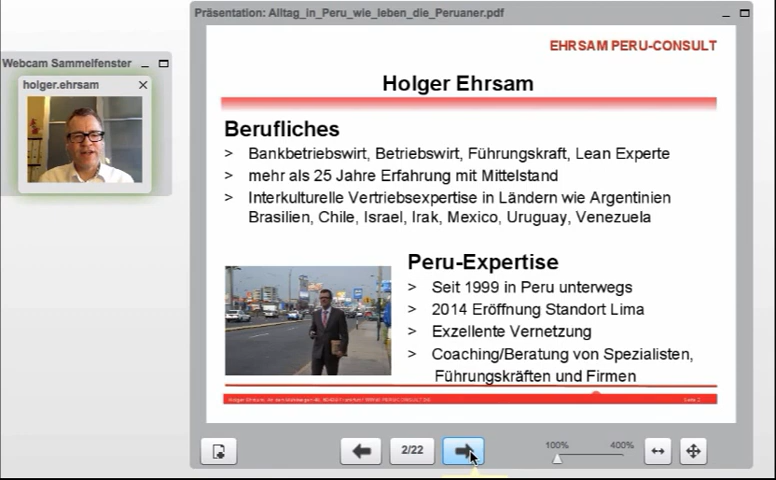 Präsentation: Alltag_in_Peru_wie_leben_die_Peruaner.pdf
Webcam Sammelfenster
holger.ehrsam
EHRSAM PERU-CONSULT
Holger Ehrsam
Berufliches
> Bankbetriebswirt, Betriebswirt, Führungskraft, Lean Experte
> mehr als 25 Jahre Erfahrung mit Mittelstand
> Interkulturelle Vertriebsexpertise in Ländern wie Argentinien
Brasilien, Chile, Israel, Irak, Mexico, Uruguay, Venezuela
Peru-Expertise
> Seit 1999 in Peru unterwegs
> 2014 Eröffnung Standort Lima
> Exzellente Vernetzung
> Coaching/Beratung von Spezialisten,
Führungskräften und Firmen
Seite 2
2/22
100%
400%